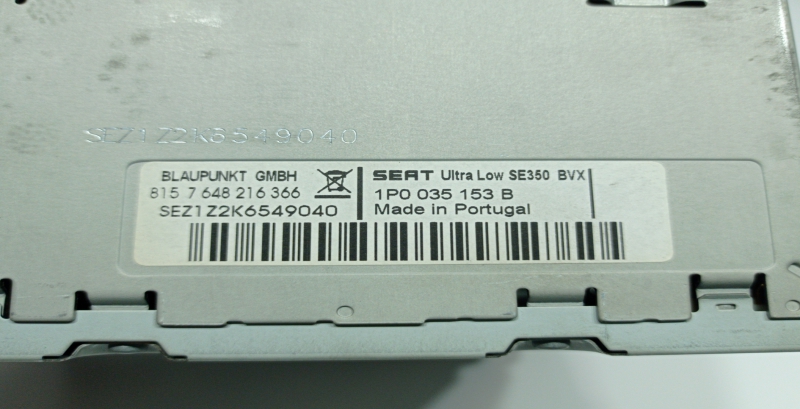 SEZ1Z2K6549040
BLAUPUNKT GMBH
815 7 648 216 366
SEZ1Z2K6549040
SEAT Ultra Low SE350 BVX
1P0 035 153 B
Made in Portugal